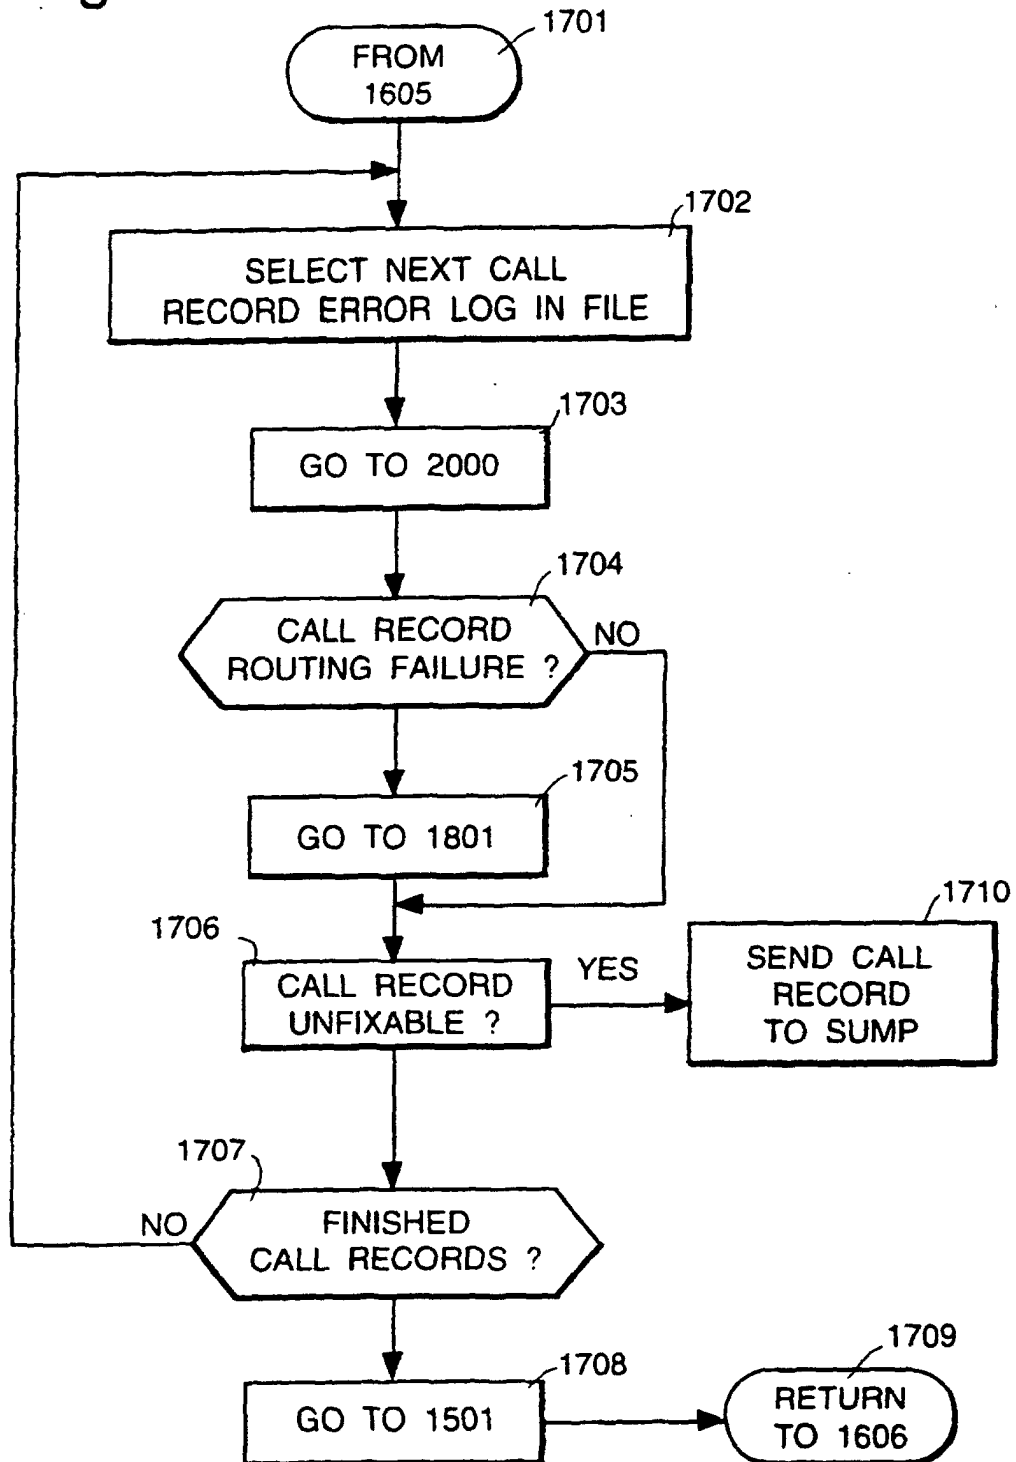 1701
FROM
1605
1702
SELECT NEXT CALL
RECORD ERROR LOG IN FILE
1703
GO TO 2000
1704
CALL RECORD
ROUTING FAILURE ?
NO
1705
GO TO 1801
1706
CALL RECORD
UNFIXABLE ?
YES
1710
SEND CALL
RECORD
TO SUMP
1707
NO
FINISHED
CALL RECORDS ?
1708
GO TO 1501
1709
RETURN
TO 1606